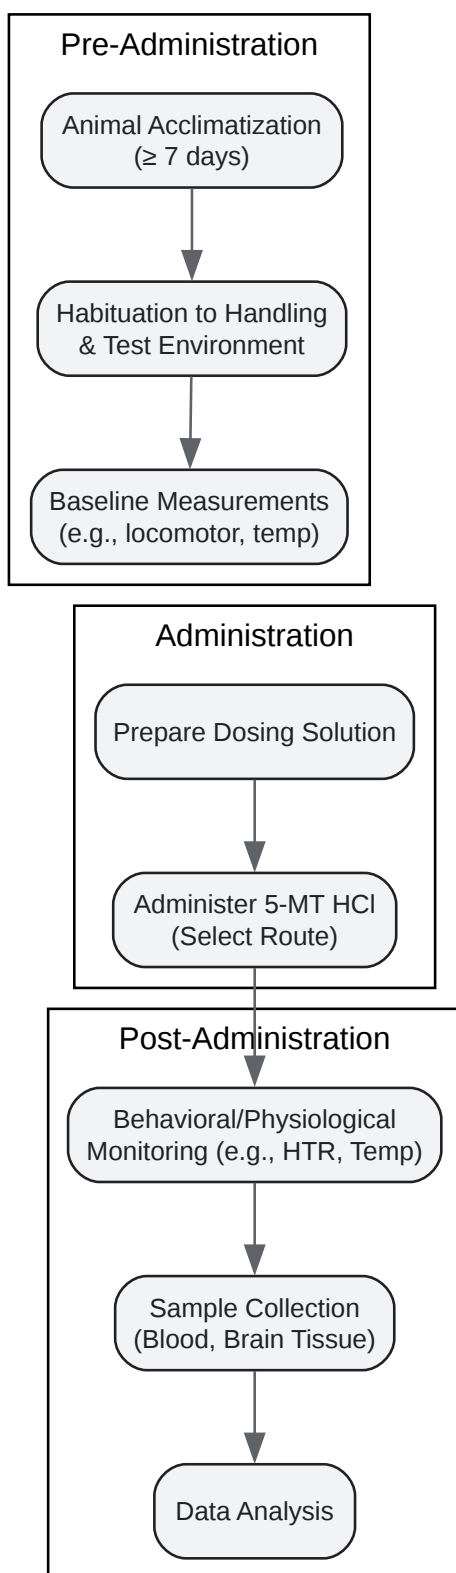 Pre-Administration
Animal Acclimatization
(≥ 7 days)
Habituation to Handling
& Test Environment
Baseline Measurements
(e.g., locomotor, temp)
Administration
Prepare Dosing Solution
Administer 5-MT HCl
(Select Route)
Post-Administration
Behavioral/Physiological
Monitoring (e.g., HTR, Temp)
Sample Collection
(Blood, Brain Tissue)
Data Analysis